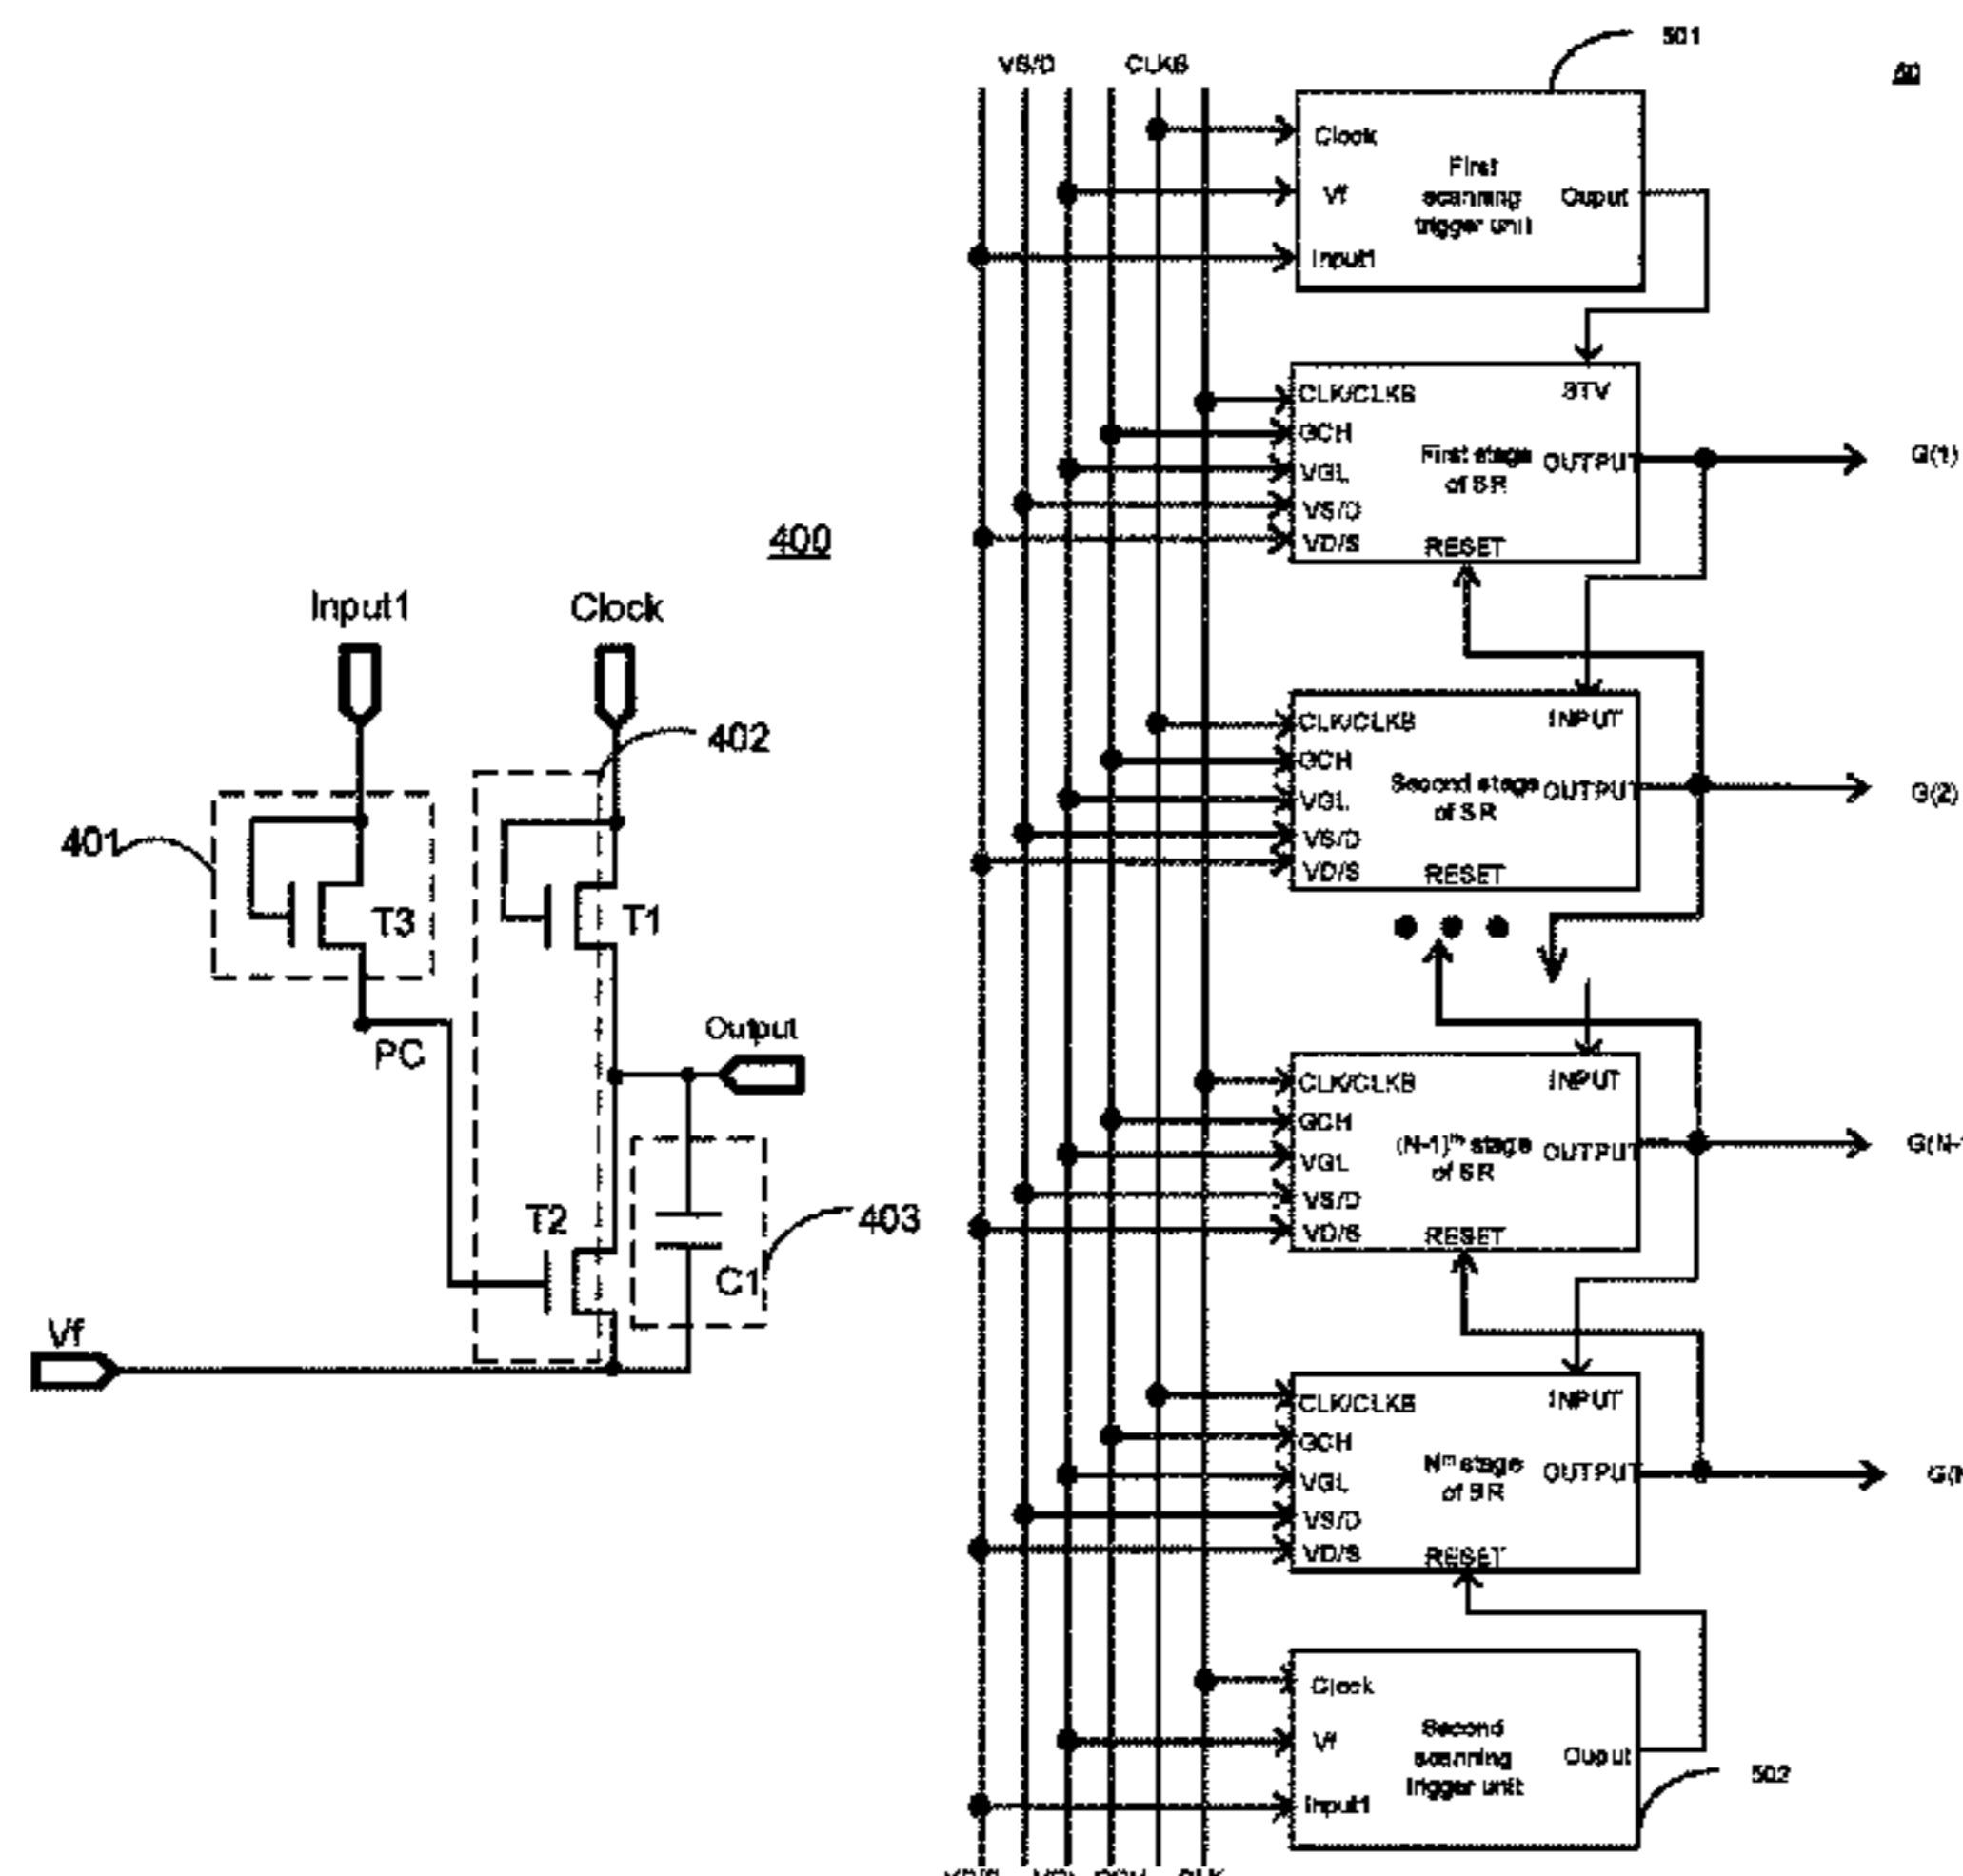 400
Input1
Clock
402
401
T3
T1
PC
Output
T2
403
C1
Vf
VS/D
CLKB
501
50
Clock
Vf
Input1
First
scanning
trigger unit
Ouput
CLK/CLKB
GCH
VGL
VS/D
VD/S
STV
First stage
of SR
OUTPUT
RESET
G(1)
CLK/CLKB
GCH
VGL
VS/D
VD/S
INPUT
Second stage
of SR
OUTPUT
RESET
G(2)
CLK/CLKB
GCH
VGL
VS/D
VD/S
INPUT
(N-1)th stage
of SR
OUTPUT
RESET
G(N-1
CLK/CLKB
GCH
VGL
VS/D
VD/S
INPUT
Nth stage
of SR
OUTPUT
RESET
G(N
Clock
Vf
Input1
Second
scanning
trigger unit
Ouput
502